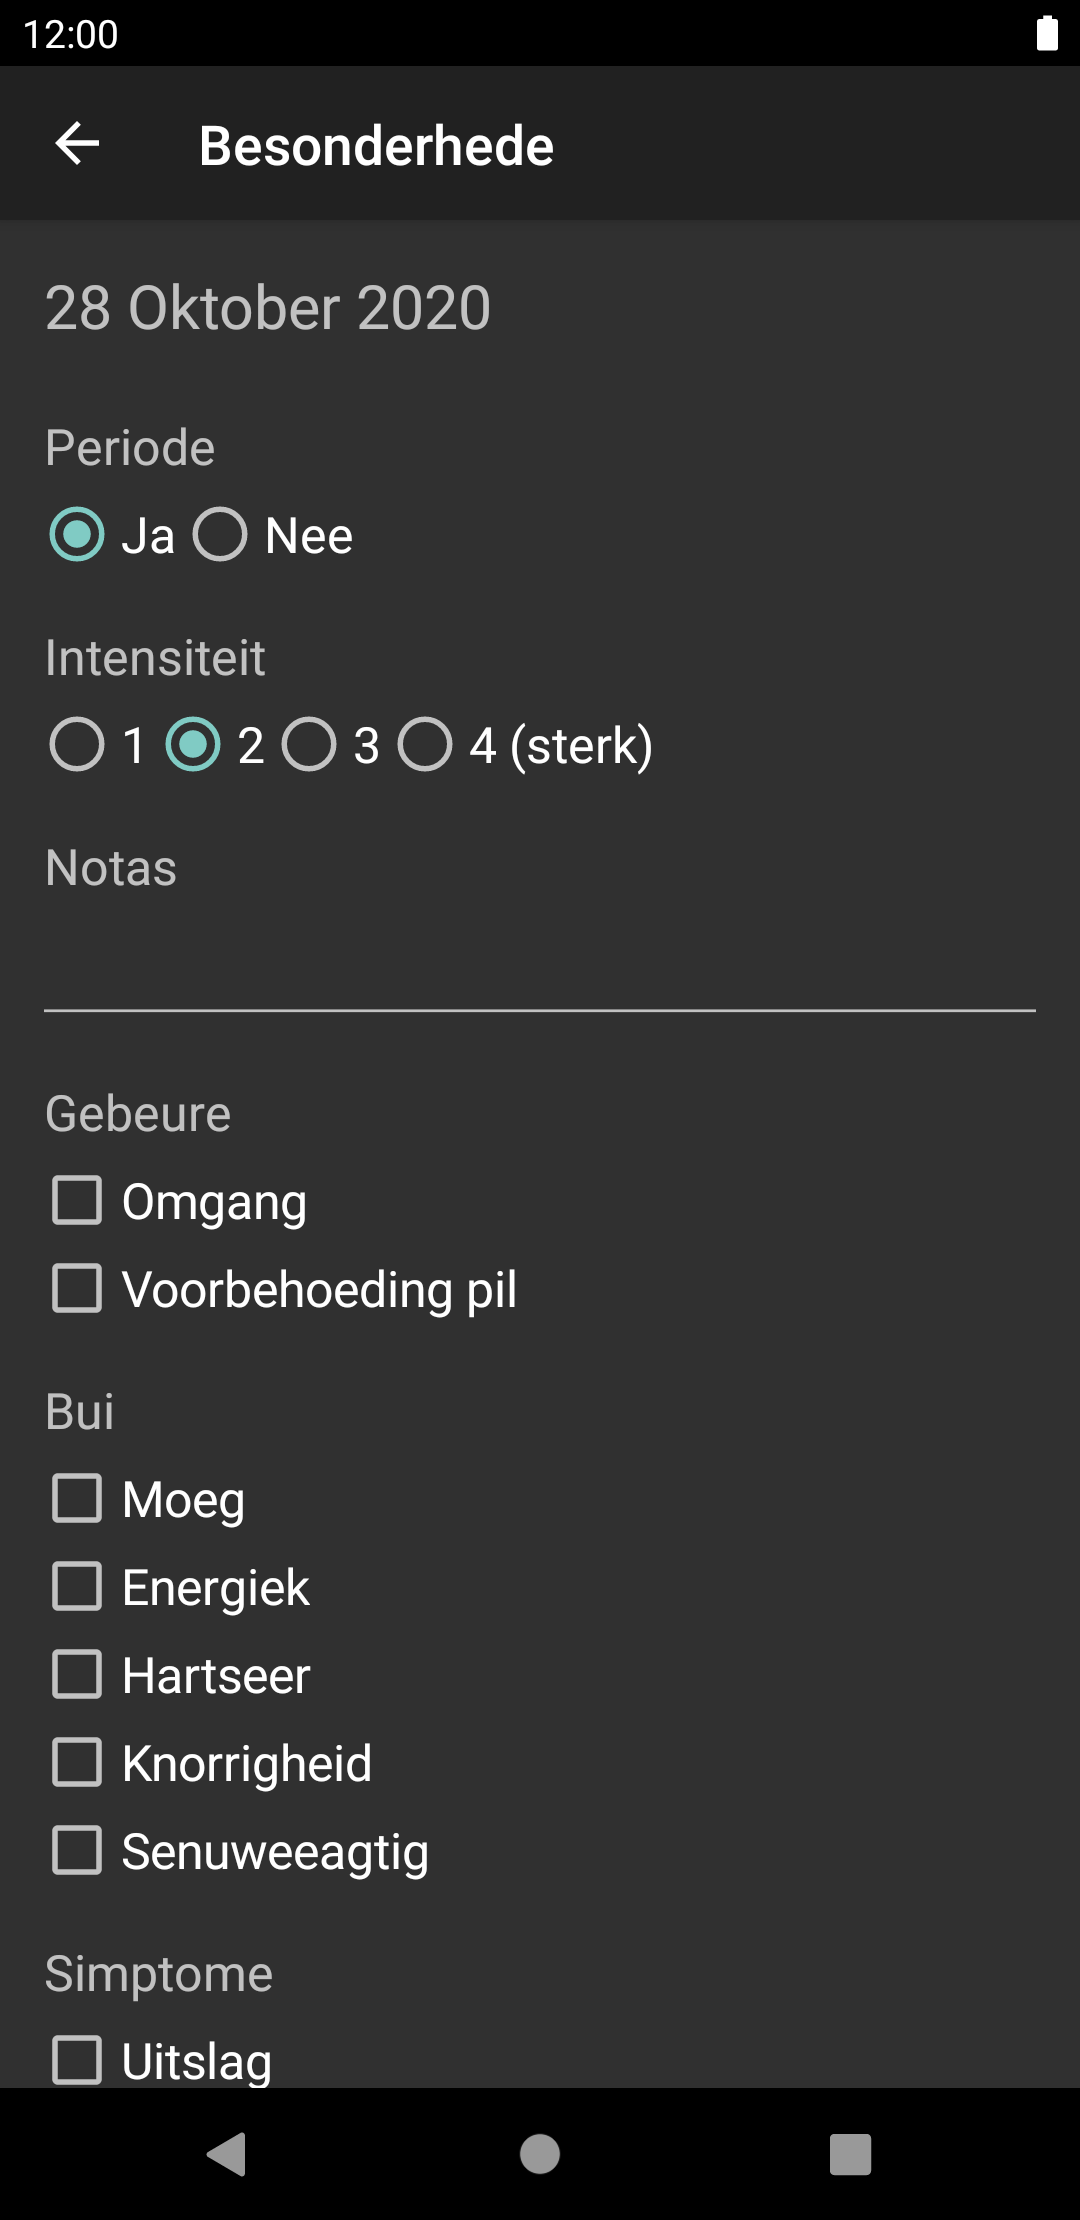 12:00
Besonderhede
28 Oktober 2020
Periode
Ja Nee
Intensiteit
1 2 3 4 (sterk)
Notas
Gebeure
Omgang
Voorbehoeding pil
Bui
Moeg
Energiek
Hartseer
Knorrigheid
Senuweeagtig
Simptome
Uitslag